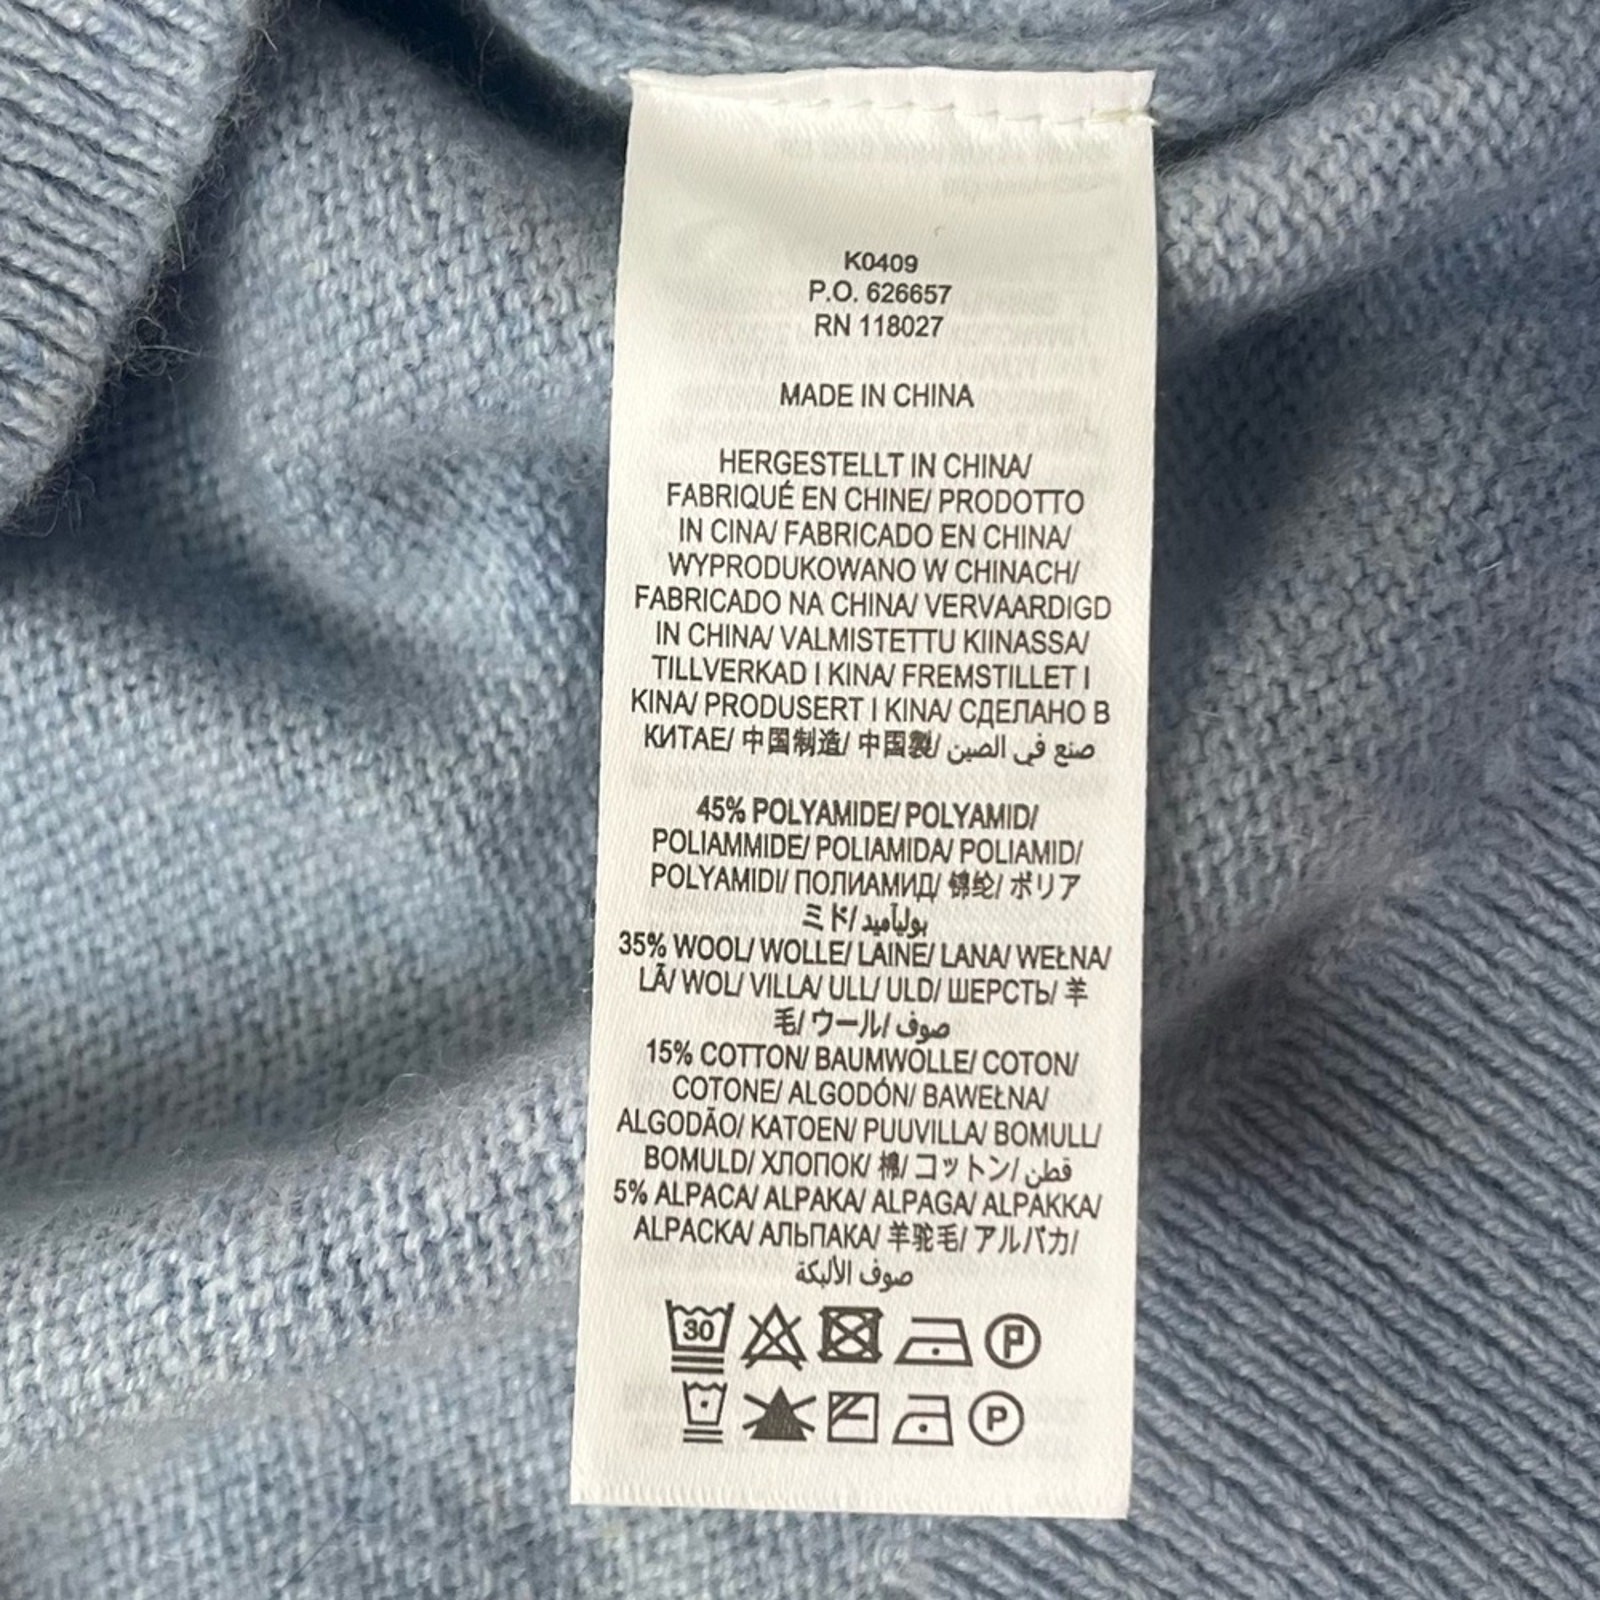 K0409
P.O. 626657
RN 118027
MADE IN CHINA
HERGESTELLT IN CHINA/
FABRIQUÉ EN CHINE/ PRODOTTO
IN CINA/ FABRICADO EN CHINA/
WYPRODUKOWANO W CHINACH/
FABRICADO NA CHINA/ VERVAARDIGD
IN CHINA/ VALMISTETTU KIINASSA/
TILLVERKAD I KINA/ FREMSTILLET I
KINA/ PRODUSERT I KINA/ СДЕЛАНО В
КИТАЕ/ 中国制造/ 中国製/ صنع في الصين
45% POLYAMIDE/ POLYAMID/
POLIAMMIDE/ POLIAMIDA/ POLIAMID/
POLYAMIDI/ ПОЛИАМИД/ 锦纶/ ポリア
ミド/ بوليآميد
35% WOOL/ WOLLE/ LAINE/ LANA/ WEŁNA/
LÃ/ WOL/ VILLA/ ULL/ ULD/ ШЕРСТЬ/ 羊
毛/ ウール/ صوف
15% COTTON/ BAUMWOLLE/ COTON/
COTONE/ ALGODÓN/ BAWEŁNA/
ALGODÃO/ KATOEN/ PUUVILLA/ BOMULL/
BOMULD/ ХЛОПОК/ 棉/ コットン/ قطن
5% ALPACA/ ALPAKA/ ALPAGA/ ALPAKKA/
ALPACKA/ АЛЬПАКА/ 羊驼毛/ アルパカ/
صوف الألبكة
30 P
P